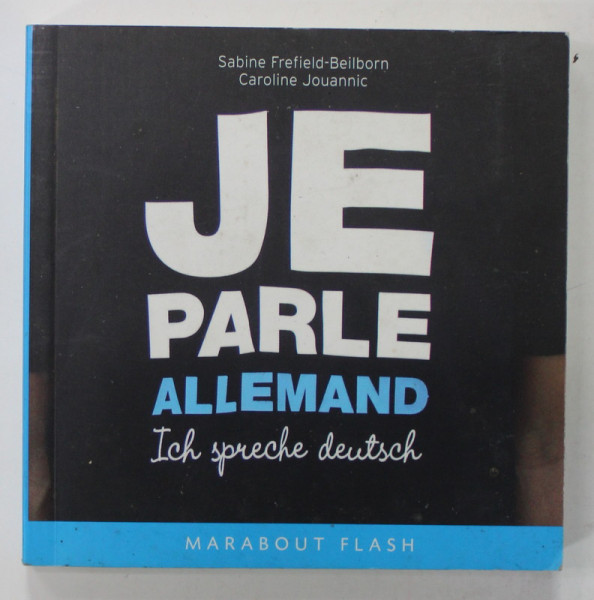 Sabine Frefield-Beilborn
Caroline Jouannic
JE
PARLE
ALLEMAND
Ich spreche deutsch
MARABOUT FLASH